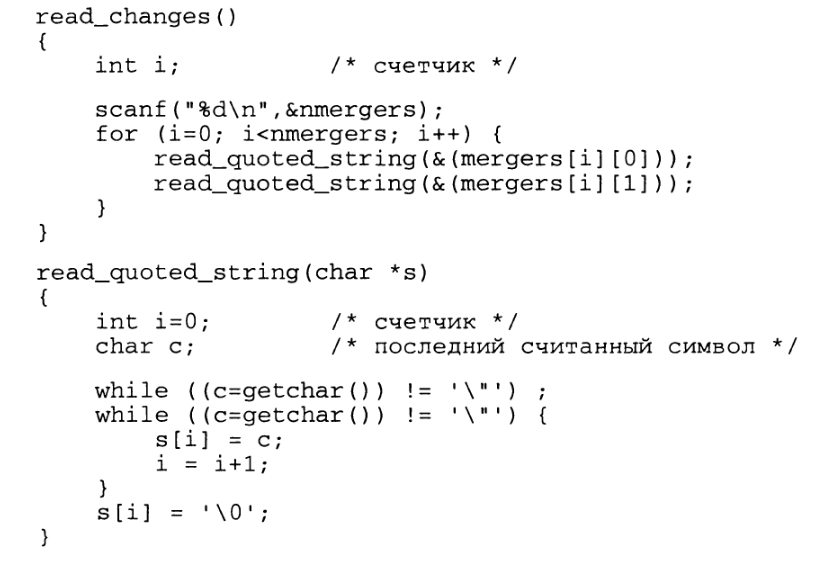 read_changes()
{
    int i;          /* счетчик */
    scanf("%d\n",&nmergers);
    for (i=0; i<nmergers; i++) {
        read_quoted_string(&(mergers[i][0]));
        read_quoted_string(&(mergers[i][1]));
    }
}
read_quoted_string(char *s)
{
    int i=0;        /* счетчик */
    char c;         /* последний считанный символ */
    while ((c=getchar()) != '\"') ;
    while ((c=getchar()) != '\"') {
        s[i] = c;
        i = i+1;
    }
    s[i] = '\0';
}